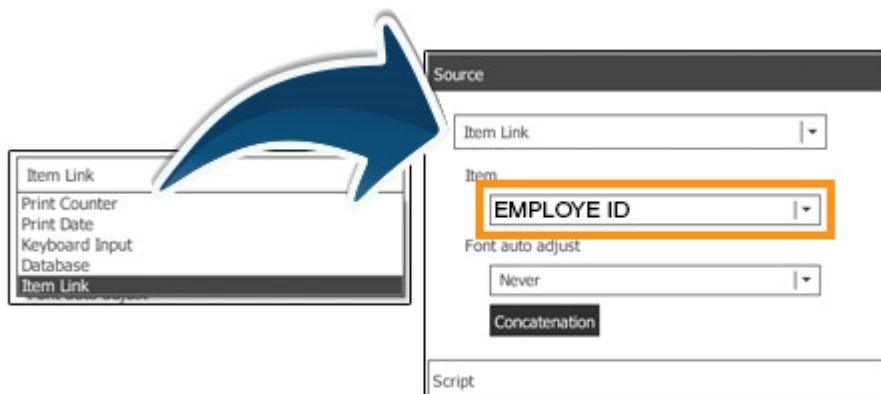 Item Link
Print Counter
Print Date
Keyboard Input
Database
Item Link
Source
Item Link
Item
EMPLOYE ID
Font auto adjust
Never
Concatenation
Script